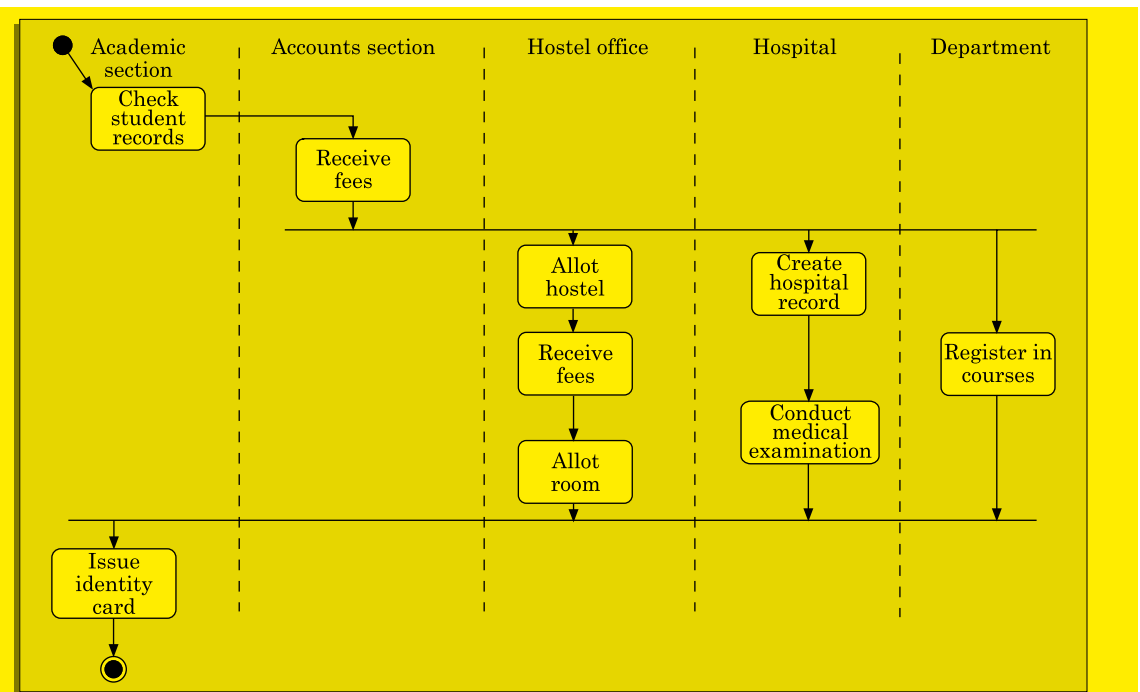 Academic
section
Accounts section
Hostel office
Hospital
Department
Check
student
records
Receive
fees
Allot
hostel
Create
hospital
record
Receive
fees
Register in
courses
Conduct
medical
examination
Allot
room
Issue
identity
card